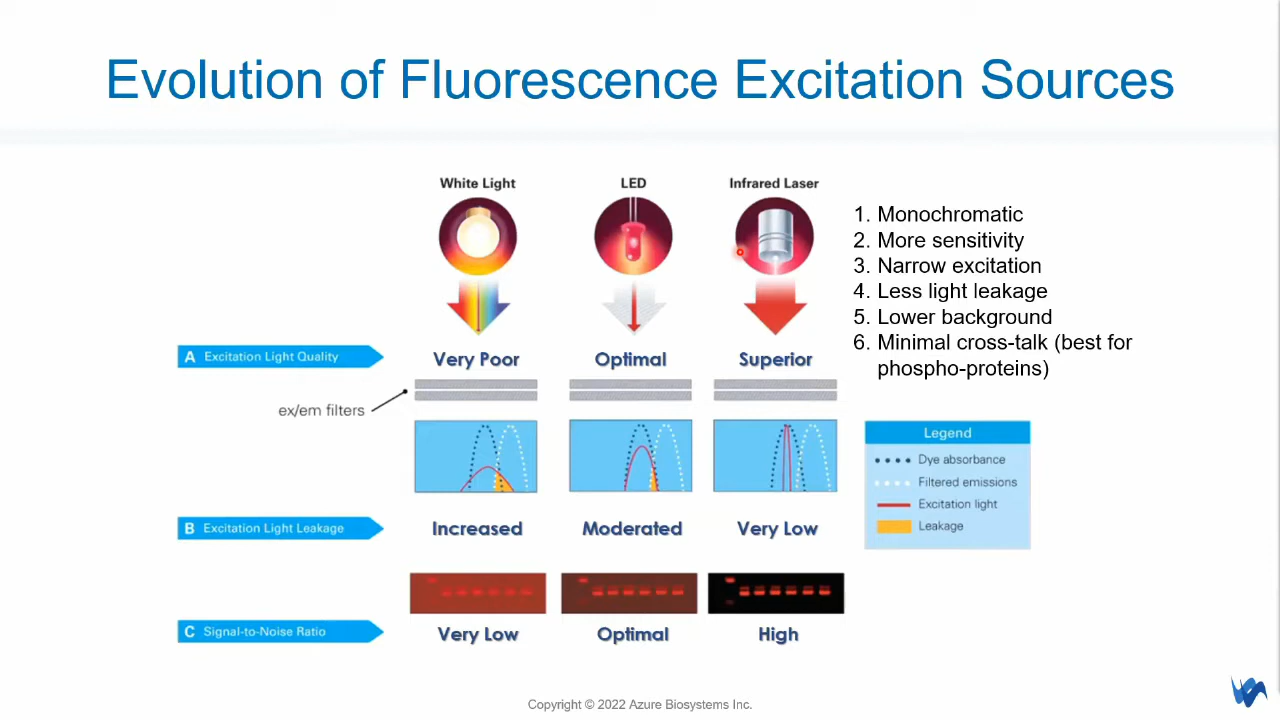 Evolution of Fluorescence Excitation Sources
White Light
LED
Infrared Laser
1. Monochromatic
2. More sensitivity
3. Narrow excitation
4. Less light leakage
5. Lower background
6. Minimal cross-talk (best for
phospho-proteins)
A Excitation Light Quality
Very Poor
Optimal
Superior
ex/em filters
Legend
Dye absorbance
Filtered emissions
Excitation light
Leakage
B Excitation Light Leakage
Increased
Moderated
Very Low
C Signal-to-Noise Ratio
Very Low
Optimal
High
Copyright © 2022 Azure Biosystems Inc.